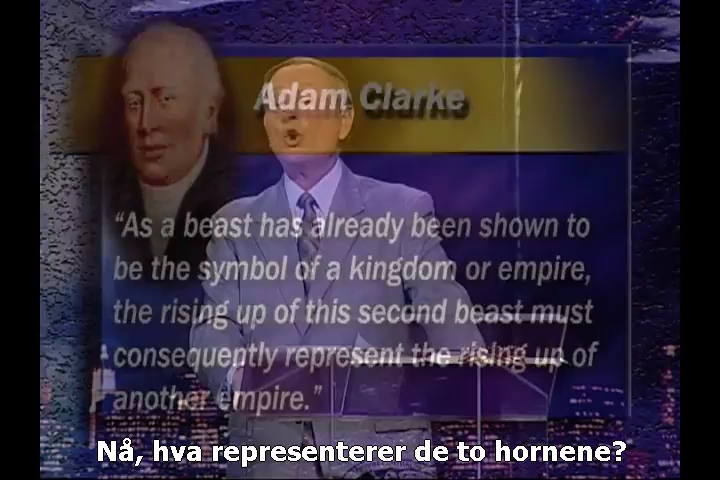 Adam Clarke
“As a beast has already been shown to
be the symbol of a kingdom or empire,
the rising up of this second beast must
consequently represent the rising up of
another empire.”
Nå, hva representerer de to hornene?